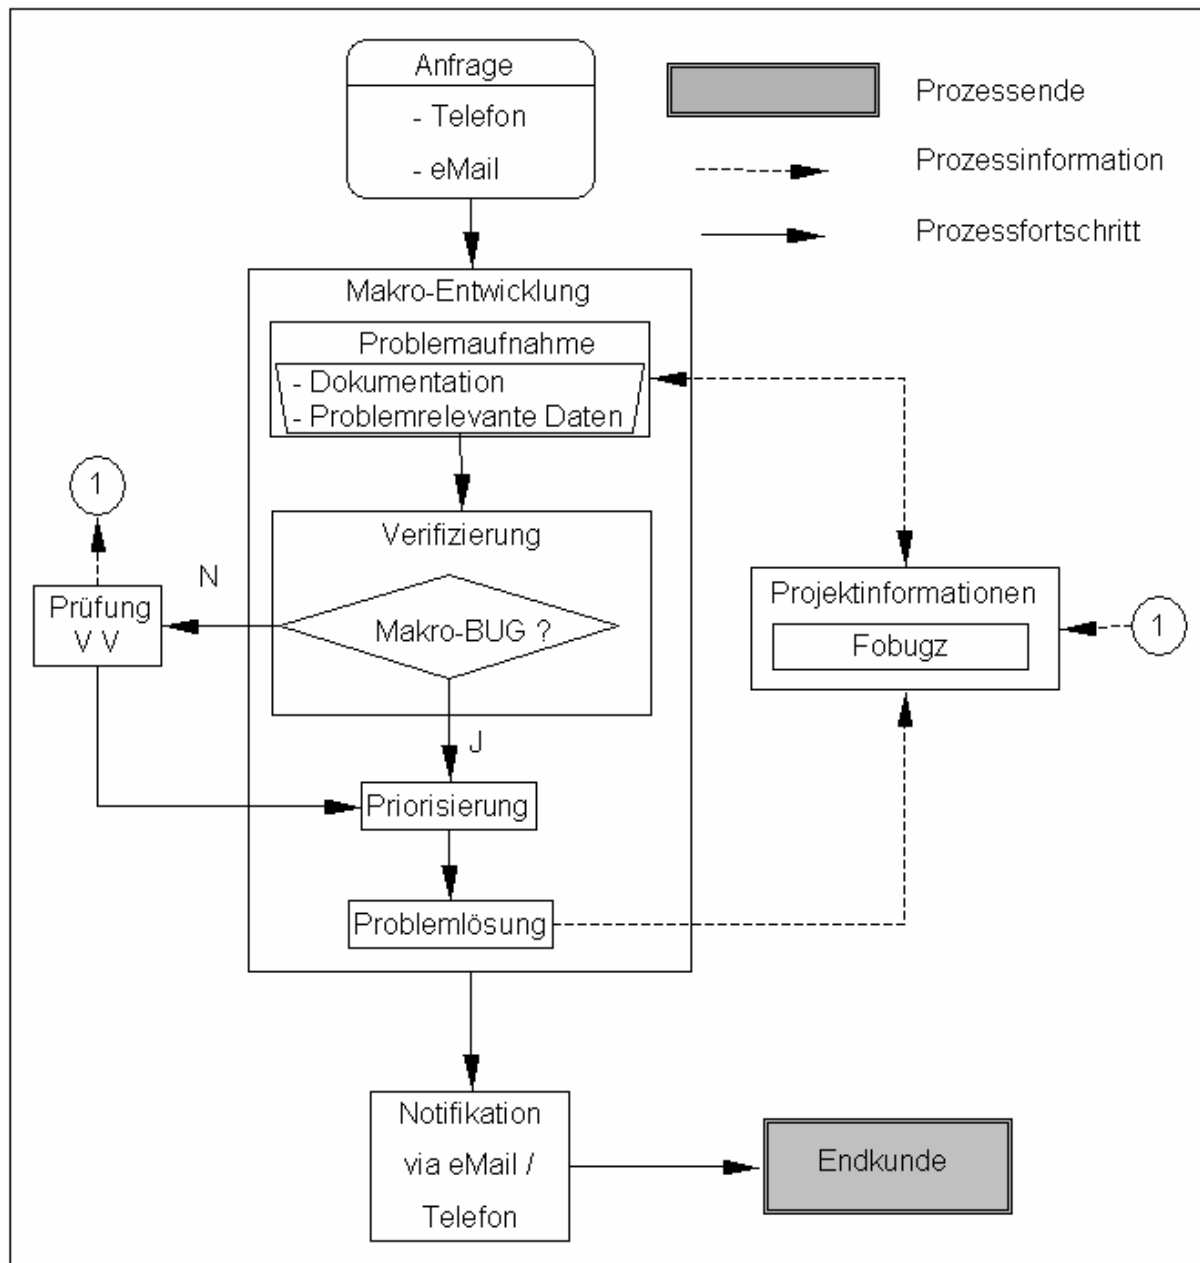 Anfrage
- Telefon
- eMail
Prozessende
Prozessinformation
Prozessfortschritt
Makro-Entwicklung
Problemaufnahme
- Dokumentation
- Problemrelevante Daten
1
Verifizierung
N
Makro-BUG ?
Prüfung
V V
Projektinformationen
Fobugz
1
J
Priorisierung
Problemlösung
Notifikation
via eMail /
Telefon
Endkunde